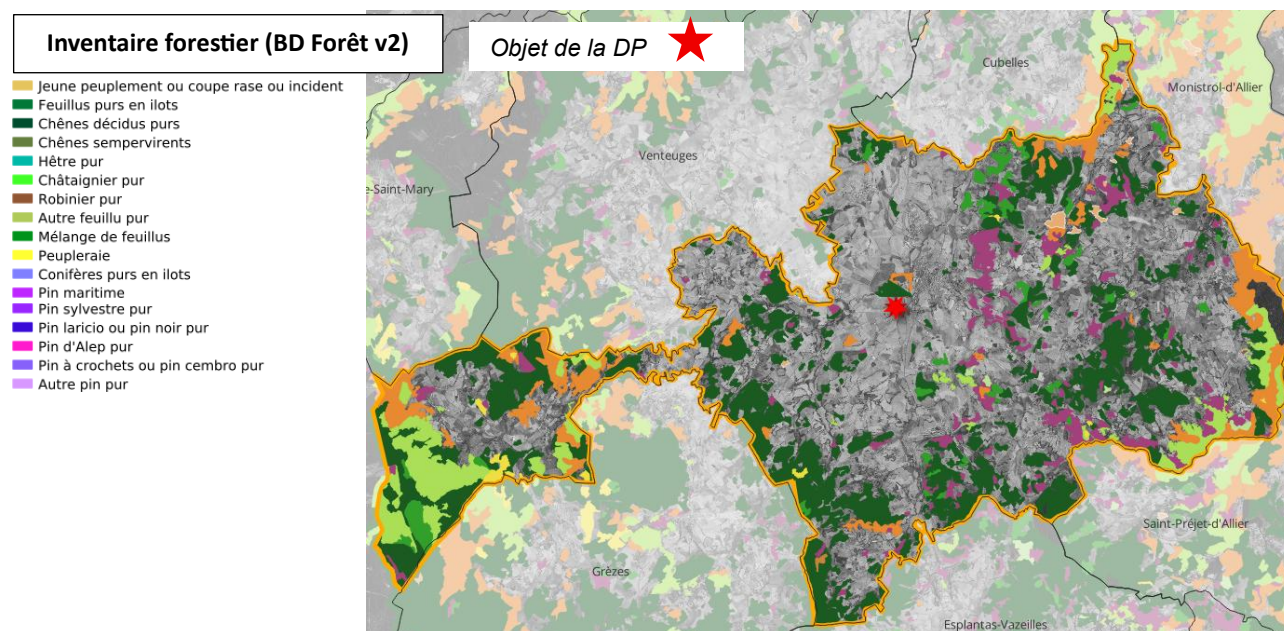 Inventaire forestier (BD Forêt v2)
Objet de la DP
Jeune peuplement ou coupe rase ou incident
Feuillus purs en ilots
Chênes décidus purs
Chênes sempervirents
Hêtre pur
Châtaignier pur
Robinier pur
Autre feuillu pur
Mélange de feuillus
Peupleraie
Conifères purs en ilots
Pin maritime
Pin sylvestre pur
Pin laricio ou pin noir pur
Pin d'Alep pur
Pin à crochets ou pin cembro pur
Autre pin pur
Cubelles
Monistrol-d'Allier
Venteuges
e-Saint-Mary
Saint-Préjet-d'Allier
Grèzes
Esplantas-Vazeilles